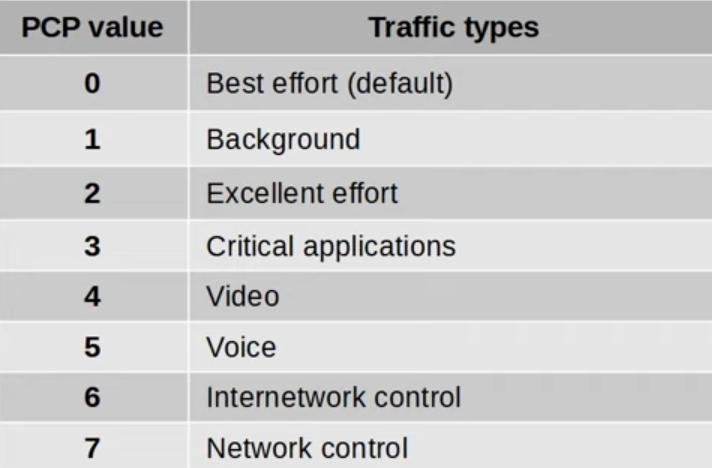 PCP value Traffic types
0 Best effort (default)
1 Background
2 Excellent effort
3 Critical applications
4 Video
5 Voice
6 Internetwork control
7 Network control